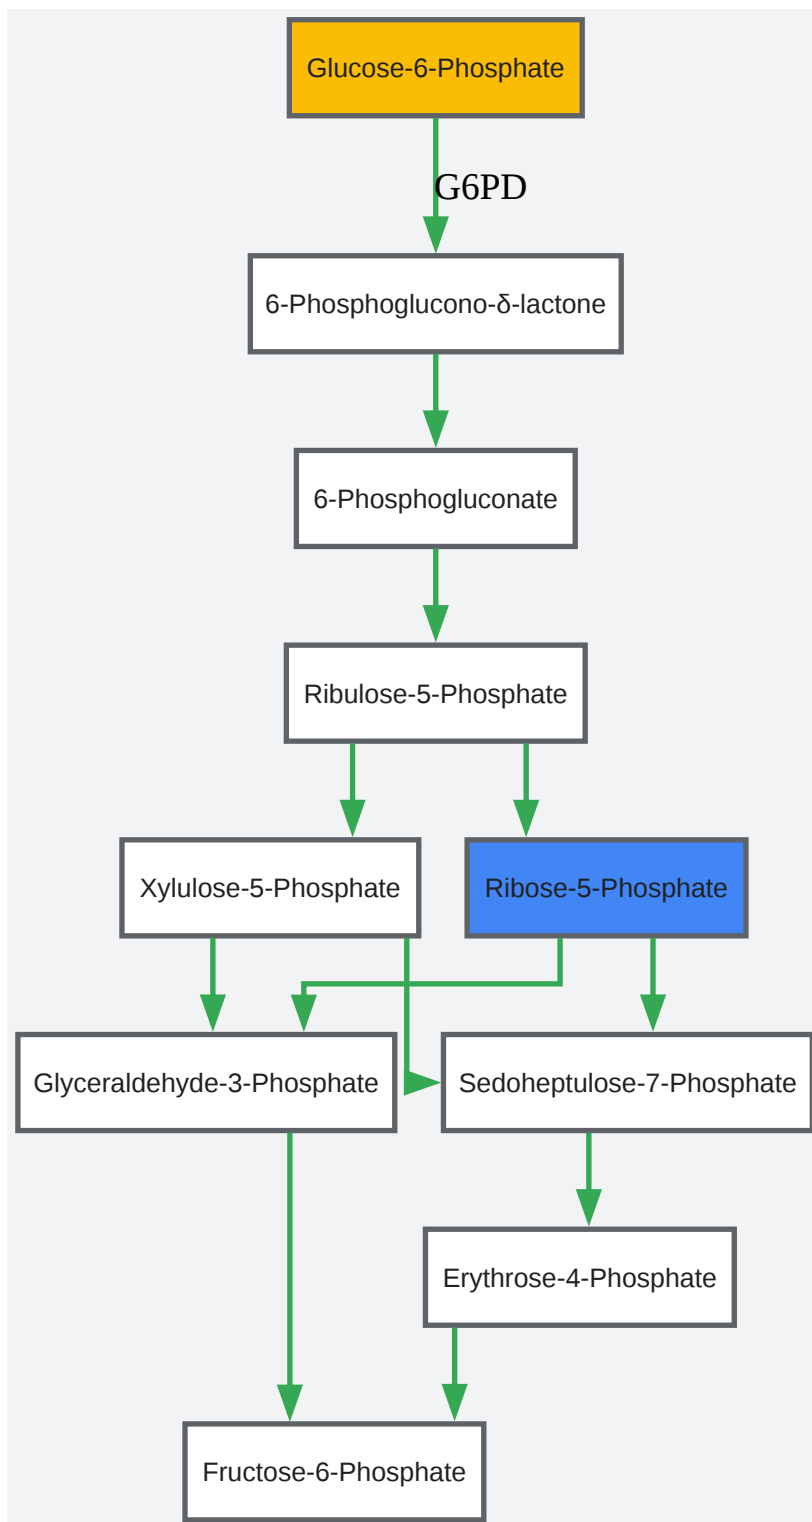 Glucose-6-Phosphate
G6PD
6-Phosphoglucono-δ-lactone
6-Phosphogluconate
Ribulose-5-Phosphate
Xylulose-5-Phosphate
Ribose-5-Phosphate
Glyceraldehyde-3-Phosphate
Sedoheptulose-7-Phosphate
Erythrose-4-Phosphate
Fructose-6-Phosphate